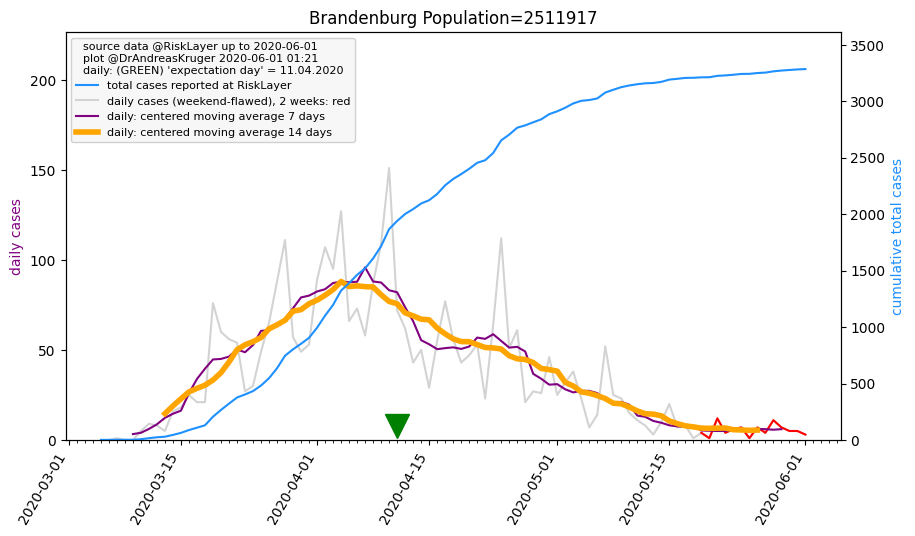 Brandenburg Population=2511917
source data @RiskLayer up to 2020-06-01
plot @DrAndreasKruger 2020-06-01 01:21
daily: (GREEN) 'expectation day' = 11.04.2020
total cases reported at RiskLayer
daily cases (weekend-flawed), 2 weeks: red
daily: centered moving average 7 days
daily: centered moving average 14 days
daily cases
200
150
100
50
0
cumulative total cases
3500
3000
2500
2000
1500
1000
500
0
2020-03-01
2020-03-15
2020-04-01
2020-04-15
2020-05-01
2020-05-15
2020-06-01